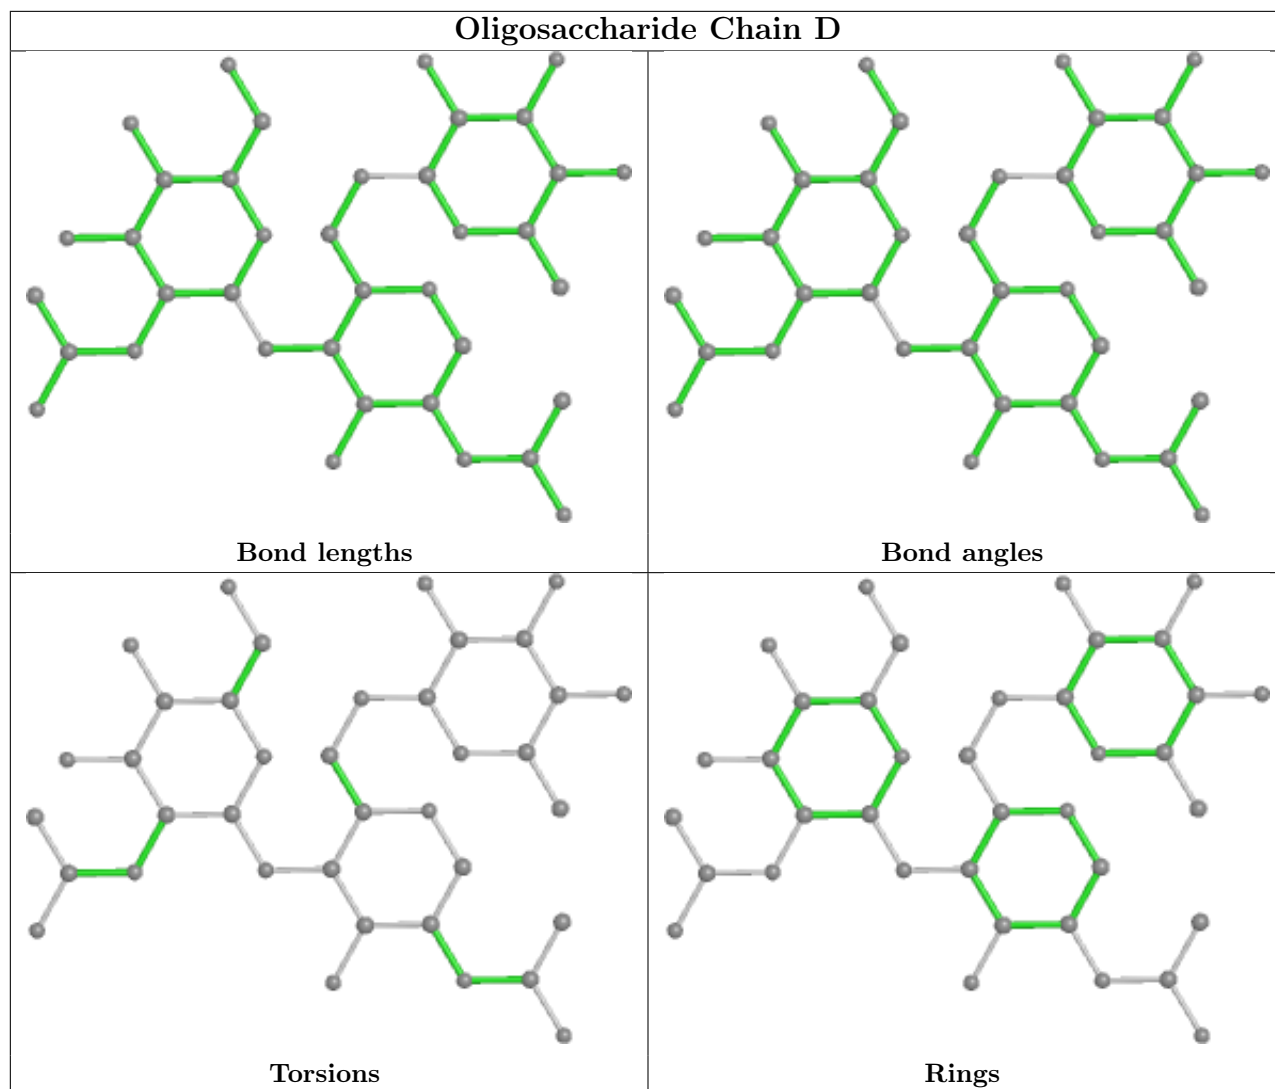 Oligosaccharide Chain D
Bond lengths
Bond angles
Torsions
Rings